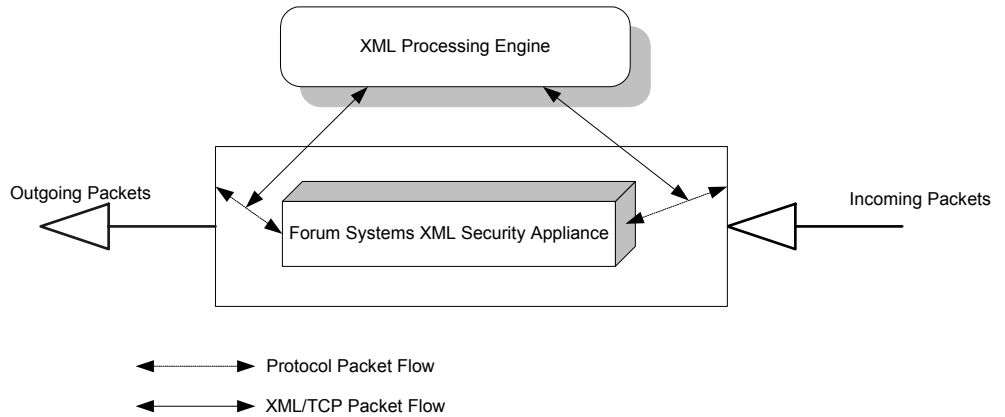 XML Processing Engine
Outgoing Packets
Incoming Packets
Forum Systems XML Security Appliance
Protocol Packet Flow
XML/TCP Packet Flow